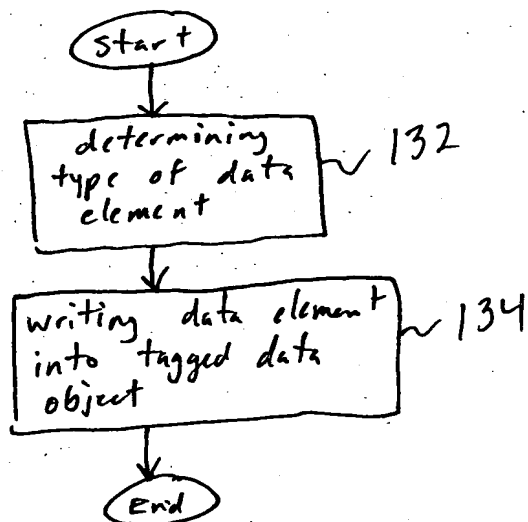 start
determining
type of data
element
132
writing data element
into tagged data
object
134
End